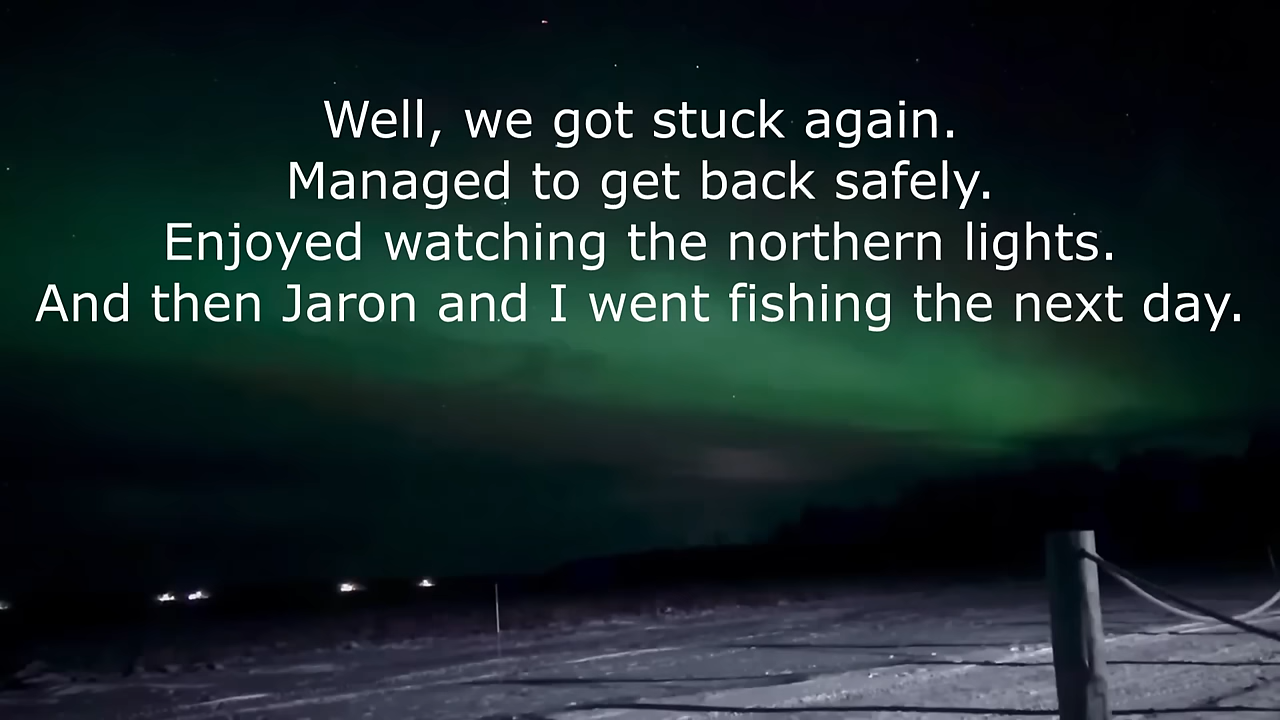 Well, we got stuck again.
Managed to get back safely.
Enjoyed watching the northern lights.
And then Jaron and I went fishing the next day.